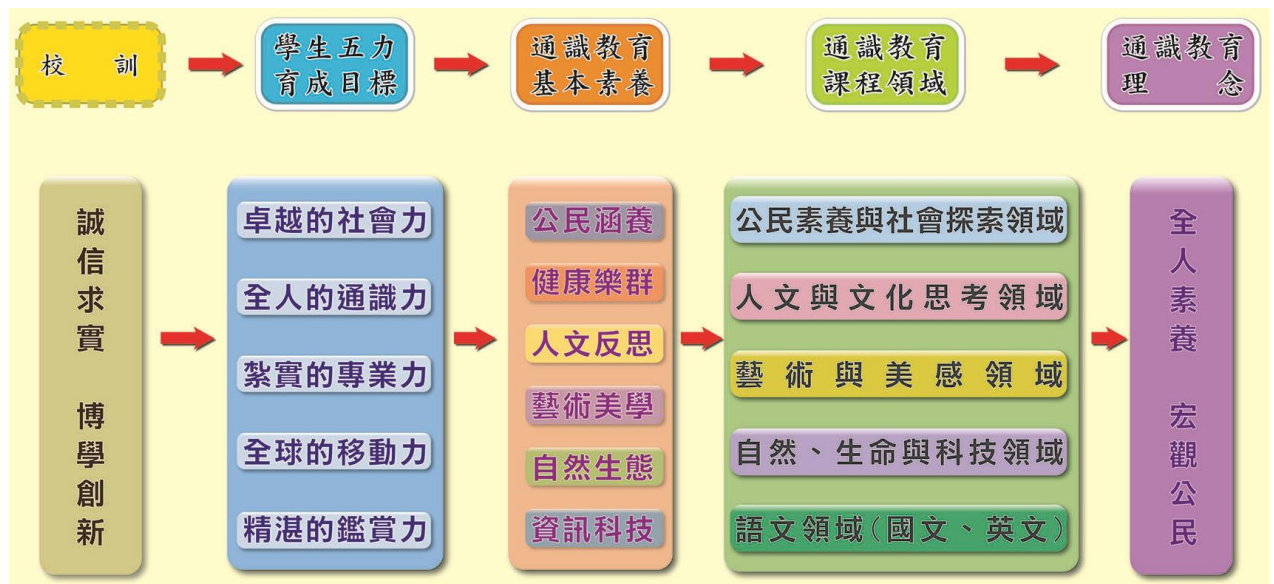 校訓
學生五力
育成目標
通識教育
基本素養
通識教育
課程領域
通識教育
理念
誠信求實 博學創新
卓越的社會力
全人的通識力
紮實的專業力
全球的移動力
精湛的鑑賞力
公民涵養
健康樂群
人文反思
藝術美學
自然生態
資訊科技
公民素養與社會探索領域
人文與文化思考領域
藝術與美感領域
自然、生命與科技領域
語文領域(國文、英文)
全人素養 宏觀公民